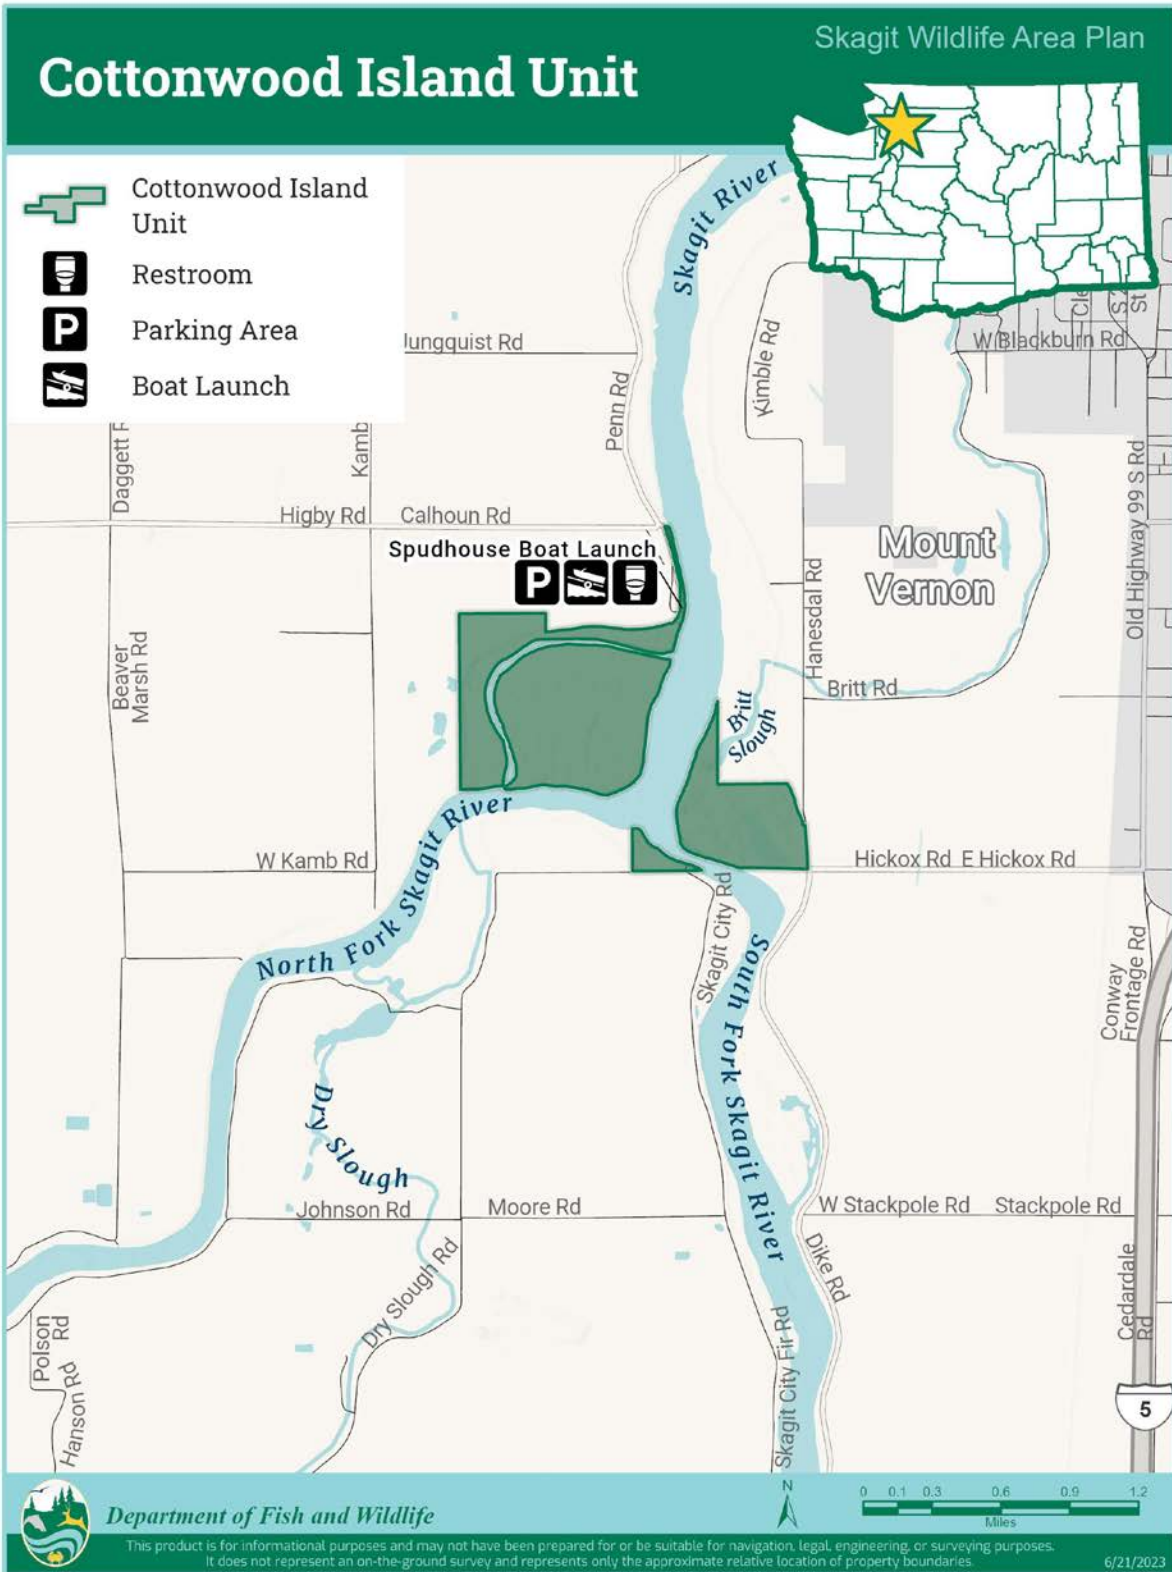 Skagit Wildlife Area Plan
Cottonwood Island Unit
Cottonwood Island
Unit
Restroom
Parking Area
Boat Launch
Skagit River
Jungquist Rd
Penn Rd
Kimble Rd
W Blackburn Rd
Cle
S 2
St
Daggett R
Kamb
Higby Rd
Calhoun Rd
Spudhouse Boat Launch
P
Mount
Vernon
Old Highway 99 S Rd
Hanesdal Rd
Beaver
Marsh Rd
Britt Rd
Britt
Slough
North Fork Skagit River
W Kamb Rd
Hickox Rd
E Hickox Rd
Skagit City Rd
South Fork Skagit River
Conway
Frontage Rd
Dry Slough
Johnson Rd
Moore Rd
W Stackpole Rd
Stackpole Rd
Dry Slough Rd
Dike Rd
Cedardale
Rd
Polson
Rd
Hanson Rd
Skagit City Fir Rd
5
N
0 0.1 0.3 0.6 0.9 1.2
Miles
Department of Fish and Wildlife
This product is for informational purposes and may not have been prepared for or be suitable for navigation, legal, engineering, or surveying purposes.
It does not represent an on-the-ground survey and represents only the approximate relative location of property boundaries.
6/21/2023